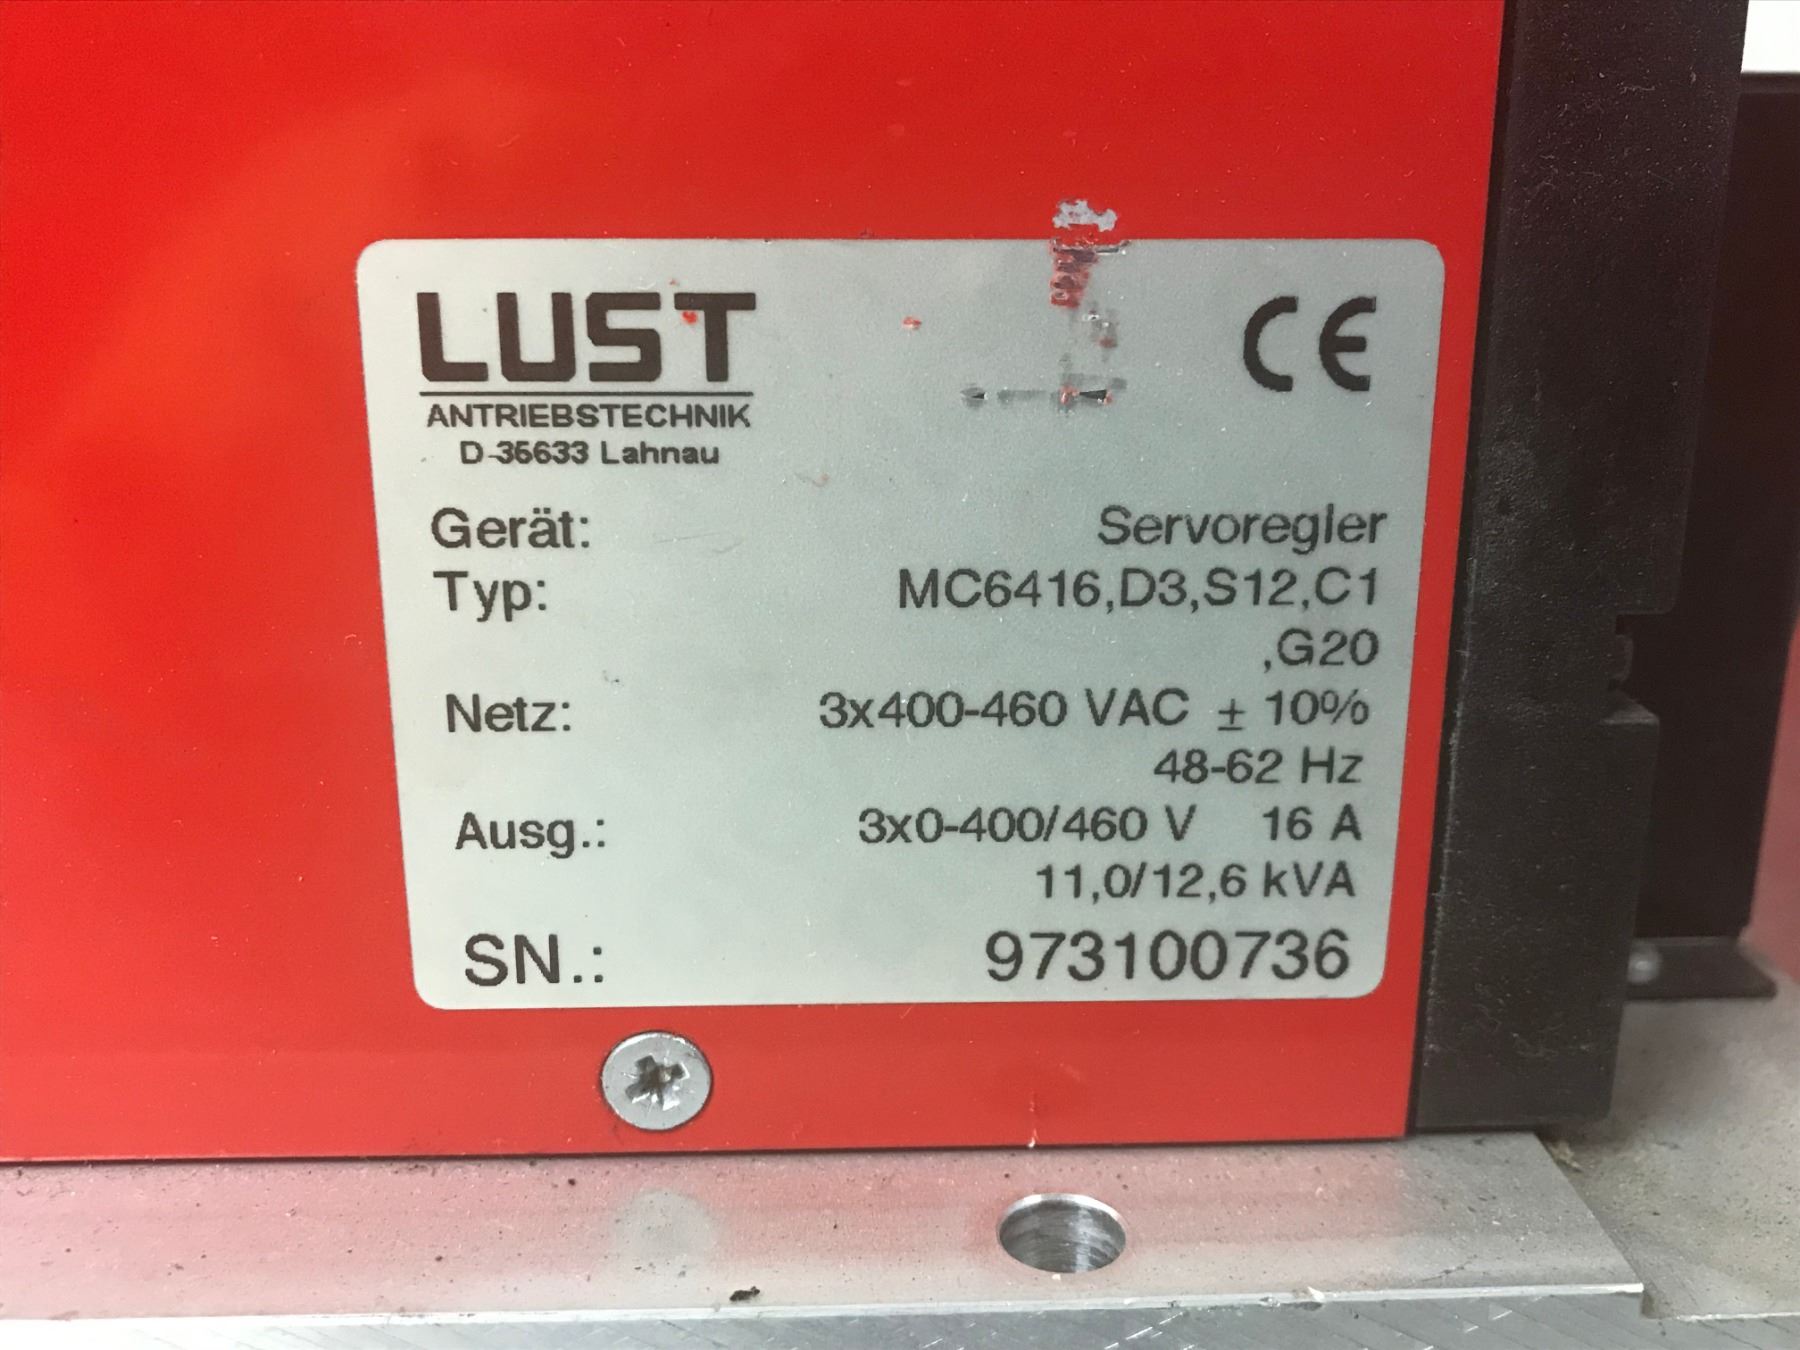 LUST
CE
ANTRIEBSTECHNIK
D-35633 Lahnau
Gerät: Servoregler
Typ: MC6416,D3,S12,C1
,G20
Netz: 3x400-460 VAC ± 10%
48-62 Hz
Ausg.: 3x0-400/460 V 16 A
11,0/12,6 kVA
SN.: 973100736